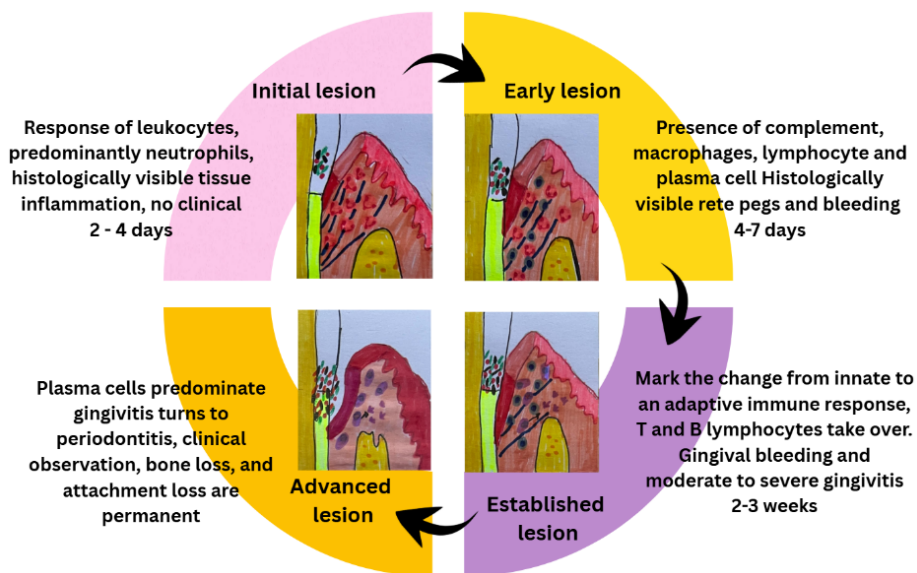 Initial lesion
Response of leukocytes,
predominantly neutrophils,
histologically visible tissue
inflammation, no clinical
2 - 4 days
Early lesion
Presence of complement,
macrophages, lymphocyte and
plasma cell Histologically
visible rete pegs and bleeding
4-7 days
Mark the change from innate to
an adaptive immune response,
T and B lymphocytes take over.
Gingival bleeding and
moderate to severe gingivitis
2-3 weeks
Established
lesion
Plasma cells predominate
gingivitis turns to
periodontitis, clinical
observation, bone loss, and
attachment loss are
permanent
Advanced
lesion